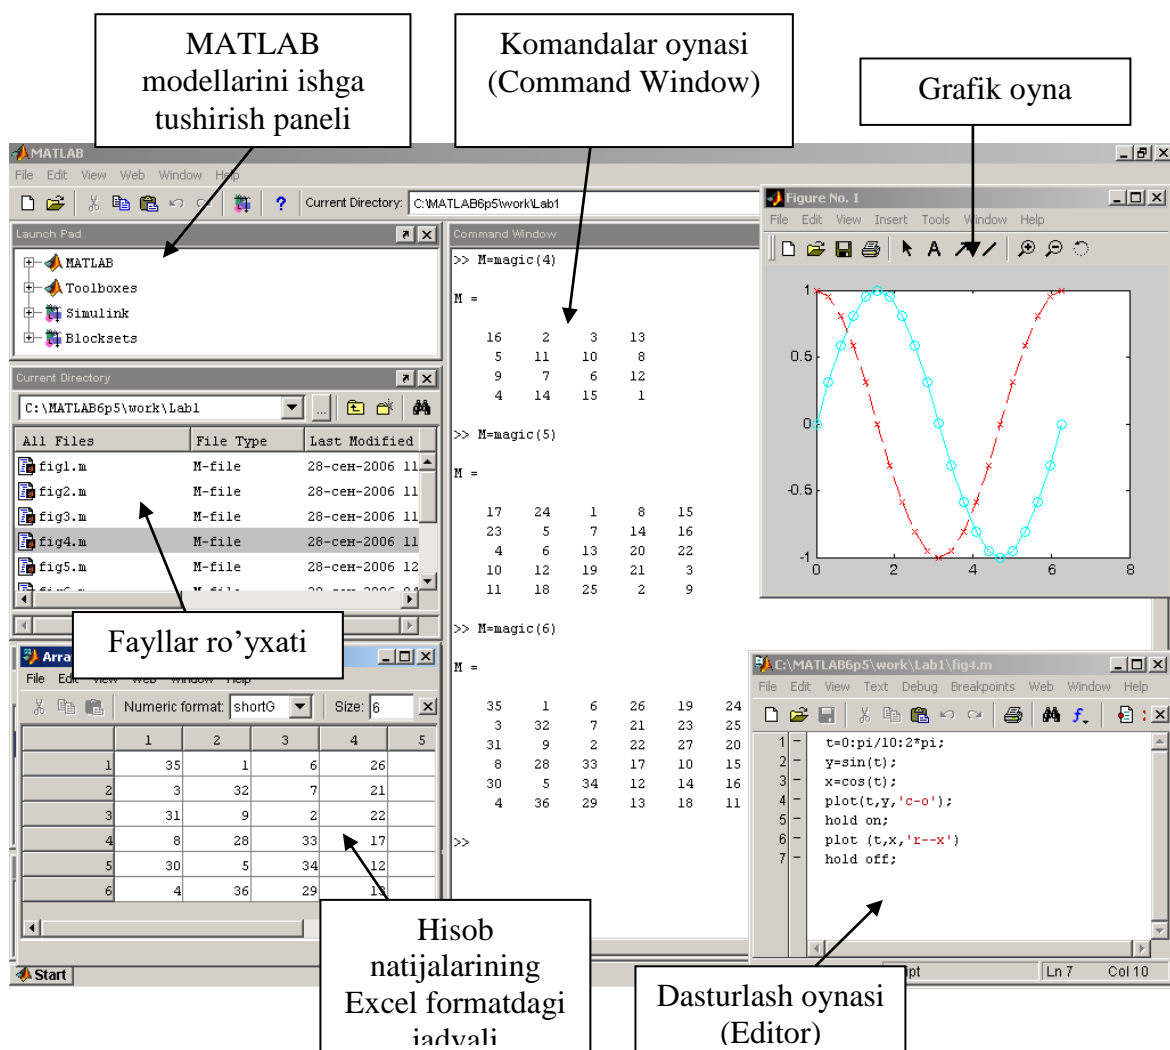 MATLAB
modellarini ishga
tushirish paneli
Komandalar oynasi
(Command Window)
Grafik oyna
MATLAB
File Edit View Web Window Help
Current Directory: C:\MATLAB6p5\work\Lab1
Launch Pad
MATLAB
Toolboxes
Simulink
Blocksets
Current Directory
C:\MATLAB6p5\work\Lab1
All Files File Type Last Modified
fig1.m M-file 28-сен-2006 11
fig2.m M-file 28-сен-2006 11
fig3.m M-file 28-сен-2006 11
fig4.m M-file 28-сен-2006 11
fig5.m M-file 28-сен-2006 12
Fayllar ro’yxati
Command Window
>> M=magic(4)
M =
16 2 3 13
5 11 10 8
9 7 6 12
4 14 15 1
>> M=magic(5)
M =
17 24 1 8 15
23 5 7 14 16
4 6 13 20 22
10 12 19 21 3
11 18 25 2 9
>> M=magic(6)
M =
35 1 6 26 19 24
3 32 7 21 23 25
31 9 2 22 27 20
8 28 33 17 10 15
30 5 34 12 14 16
4 36 29 13 18 11
>>
Figure No. 1
File Edit View Insert Tools Window Help
A
1
0.5
0
-0.5
-1
0 2 4 6 8
File Edit View Web Window Help
Numeric format: shortG Size: 6
1 2 3 4 5
1 35 1 6 26
2 3 32 7 21
3 31 9 2 22
4 8 28 33 17
5 30 5 34 12
6 4 36 29 13
Start
C:\MATLAB6p5\work\Lab1\fig4.m
File Edit View Text Debug Breakpoints Web Window Help
1 t=0:pi/10:2*pi;
2 y=sin(t);
3 x=cos(t);
4 plot(t,y,'c-o');
5 hold on;
6 plot (t,x,'r--x')
7 hold off;
Ln 7 Col 10
Hisob
natijalarining
Excel formatdagi
jadvali
Dasturlash oynasi
(Editor)